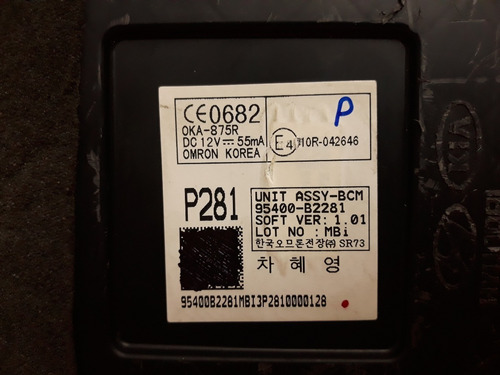 CE0682
P
OKA-875R
DC 12V⎓55mA
OMRON KOREA
E4 10R-042646
P281
UNIT ASSY-BCM
95400-B2281
SOFT VER: 1.01
LOT NO : MBi
한국오므론전장㈜ SR73
차혜영
95400B2281MBI3P2810000128
KIA